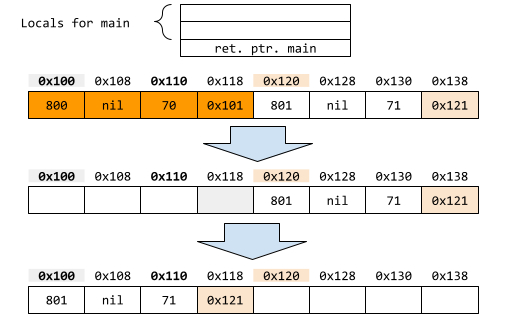 Locals for main
ret. ptr. main
0x100 0x108 0x110 0x118 0x120 0x128 0x130 0x138
800 nil 70 0x101 801 nil 71 0x121
0x100 0x108 0x110 0x118 0x120 0x128 0x130 0x138
801 nil 71 0x121
0x100 0x108 0x110 0x118 0x120 0x128 0x130 0x138
801 nil 71 0x121